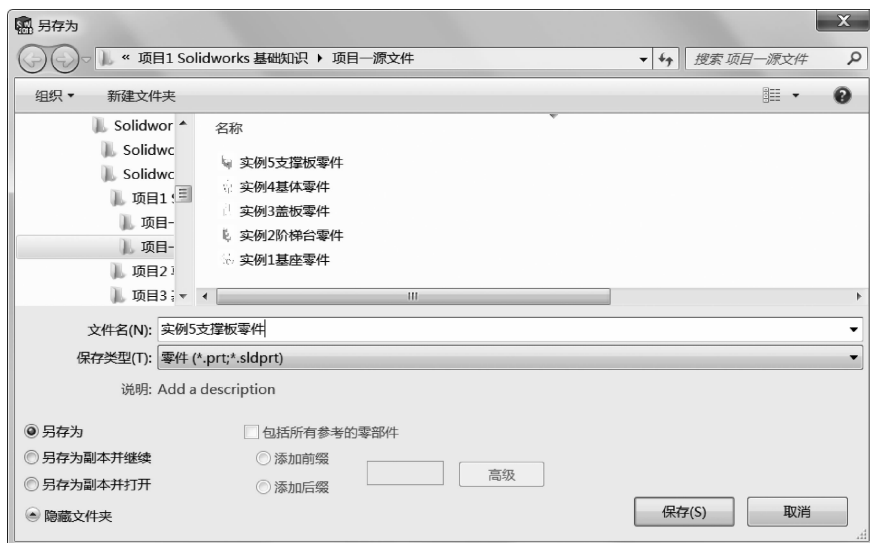 另存为
« 项目1 Solidworks 基础知识 ▸ 项目一源文件
搜索 项目一源文件
组织 新建文件夹
Solidwor
Solidwc
Solidwc
项目1
项目
项目
项目2
项目3
名称
实例5支撑板零件
实例4基体零件
实例3盖板零件
实例2阶梯台零件
实例1基座零件
文件名(N): 实例5支撑板零件
保存类型(T): 零件 (*.prt;*.sldprt)
说明: Add a description
另存为
另存为副本并继续
另存为副本并打开
包括所有参考的零部件
添加前缀
添加后缀
高级
隐藏文件夹
保存(S) 取消